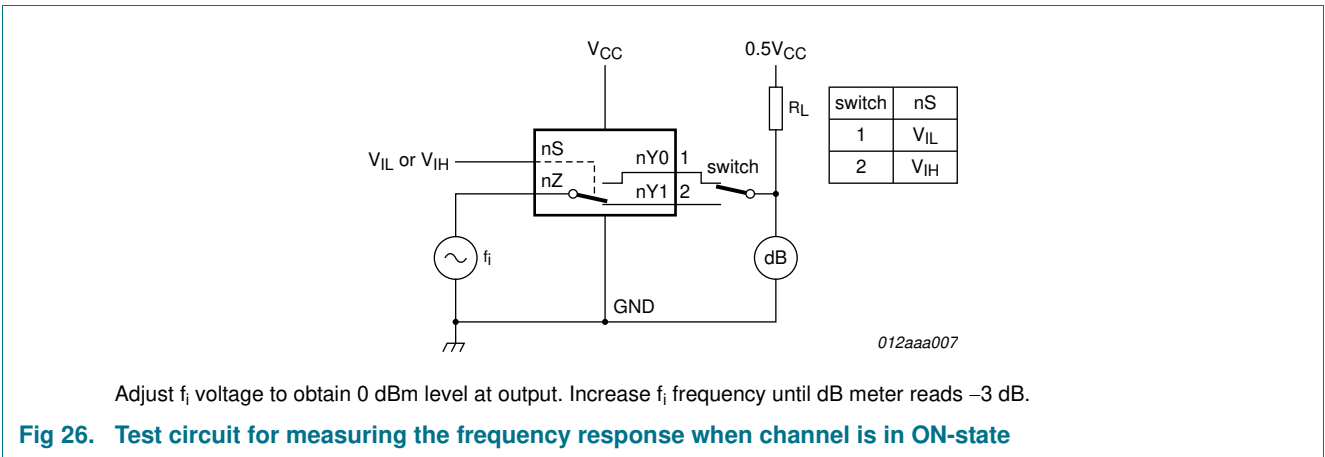 VCC
0.5VCC
RL
switch nS
1 VIL
2 VIH
VIL or VIH
nS
nZ
nY0 1
nY1 2
switch
fi
dB
GND
012aaa007
Adjust fi voltage to obtain 0 dBm level at output. Increase fi frequency until dB meter reads −3 dB.
Fig 26. Test circuit for measuring the frequency response when channel is in ON-state